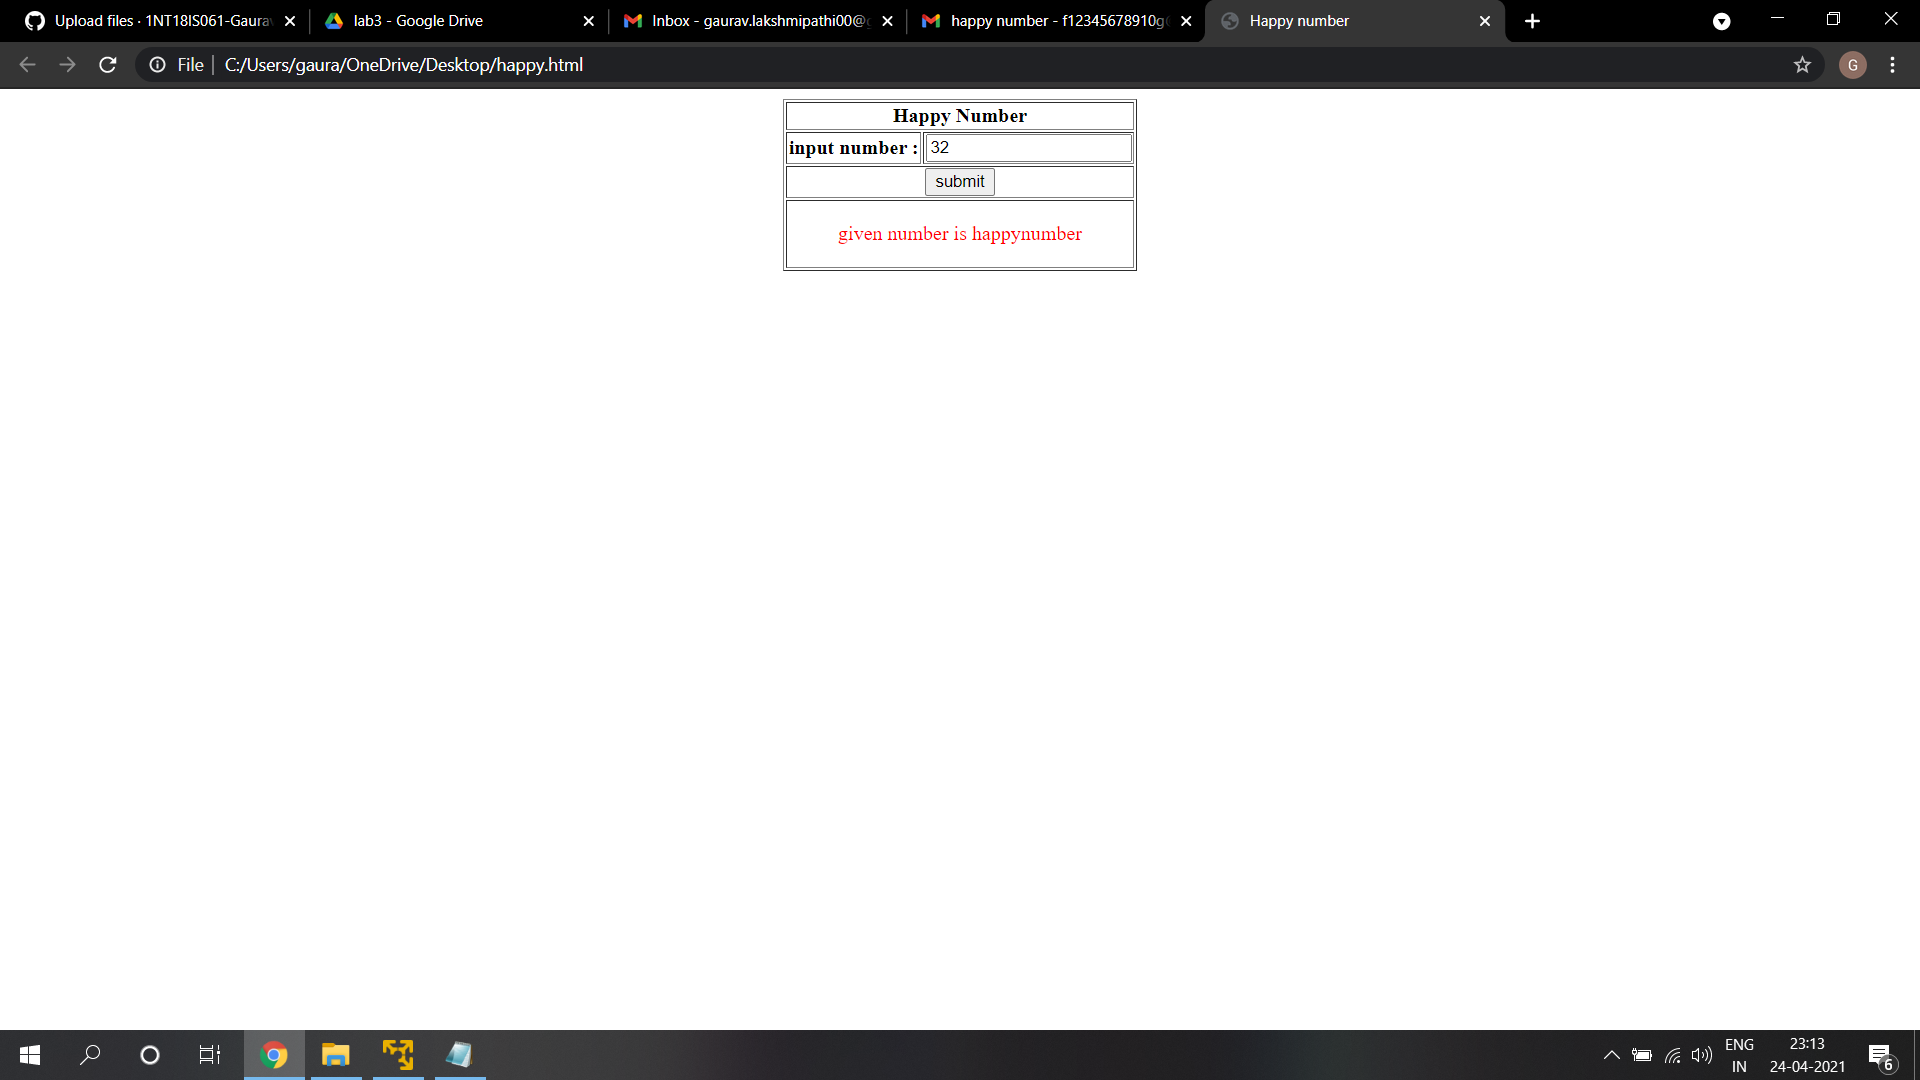 Upload files · 1NT18IS061-Gaurav
lab3 - Google Drive
Inbox - gaurav.lakshmipathi00@g
happy number - f12345678910g
Happy number
File
C:/Users/gaura/OneDrive/Desktop/happy.html
G
Happy Number
input number : 32
submit
given number is happynumber
ENG
IN
23:13
24-04-2021
6